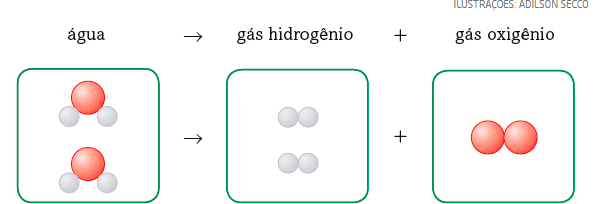 ILUSTRAÇÕES: ADILSON SECCO
água → gás hidrogênio + gás oxigênio
→ +